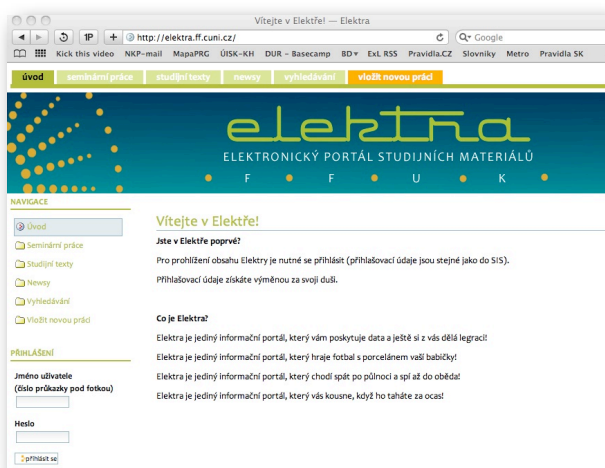 Vítejte v Elektře! — Elektra
1P
http://elektra.ff.cuni.cz/
Google
Kick this video NKP-mail MapaPRG ÚISK-KH DUR - Basecamp BD ExL RSS Pravidla.CZ Slovniky Metro Pravidla SK
úvod seminární práce studijní texty newsy vyhledávání vložit novou práci
elektra
ELEKTRONICKÝ PORTÁL STUDIJNÍCH MATERIÁLŮ
F F U K
NAVIGACE
Úvod
Seminární práce
Studijní texty
Newsy
Vyhledávání
Vložit novou práci
PŘIHLÁŠENÍ
Jméno uživatele
(číslo průkazky pod fotkou)
Heslo
přihlásit se
Vítejte v Elektře!
Jste v Elektře poprvé?
Pro prohlížení obsahu Elektry je nutné se přihlásit (přihlašovací údaje jsou stejné jako do SIS).
Přihlašovací údaje získáte výměnou za svoji duši.
Co je Elektra?
Elektra je jediný informační portál, který vám poskytuje data a ještě si z vás dělá legraci!
Elektra je jediný informační portál, který hraje fotbal s porcelánem vaší babičky!
Elektra je jediný informační portál, který chodí spát po půlnoci a spí až do oběda!
Elektra je jediný informační portál, který vás kousne, když ho taháte za ocas!